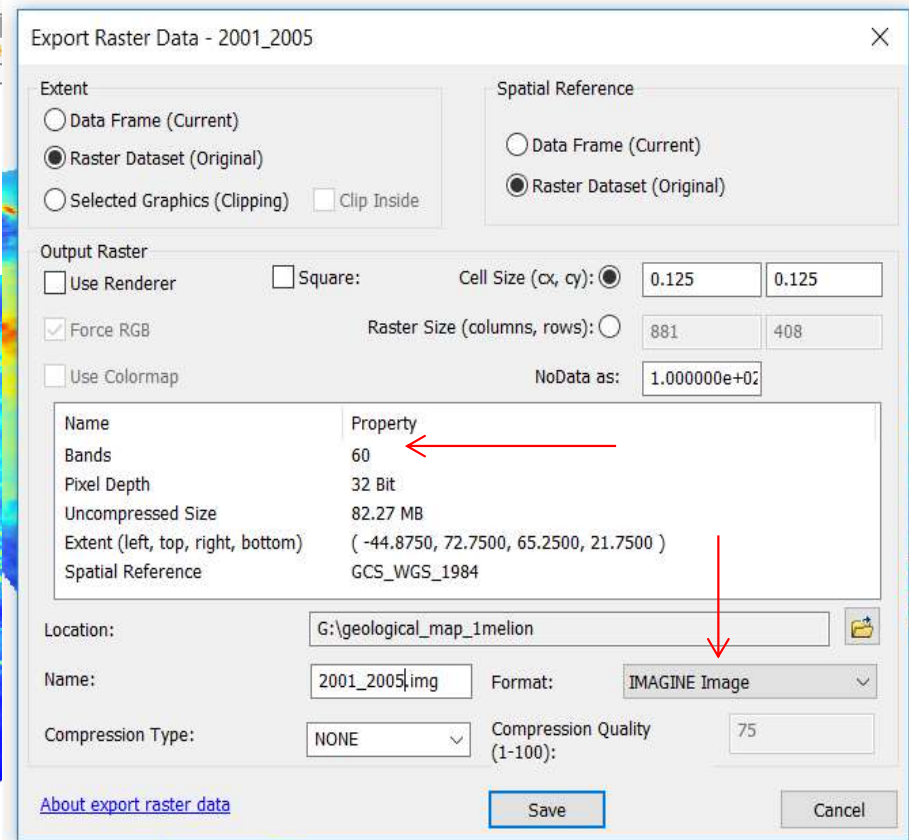 Export Raster Data - 2001_2005
Extent
Data Frame (Current)
Raster Dataset (Original)
Selected Graphics (Clipping) Clip Inside
Spatial Reference
Data Frame (Current)
Raster Dataset (Original)
Output Raster
Use Renderer Square: Cell Size (cx, cy): 0.125 0.125
Force RGB Raster Size (columns, rows): 881 408
Use Colormap NoData as: 1.000000e+02
Name Property
Bands 60
Pixel Depth 32 Bit
Uncompressed Size 82.27 MB
Extent (left, top, right, bottom) ( -44.8750, 72.7500, 65.2500, 21.7500 )
Spatial Reference GCS_WGS_1984
Location: G:\geological_map_1melion
Name: 2001_2005.img Format: IMAGINE Image
Compression Type: NONE Compression Quality (1-100): 75
About export raster data Save Cancel